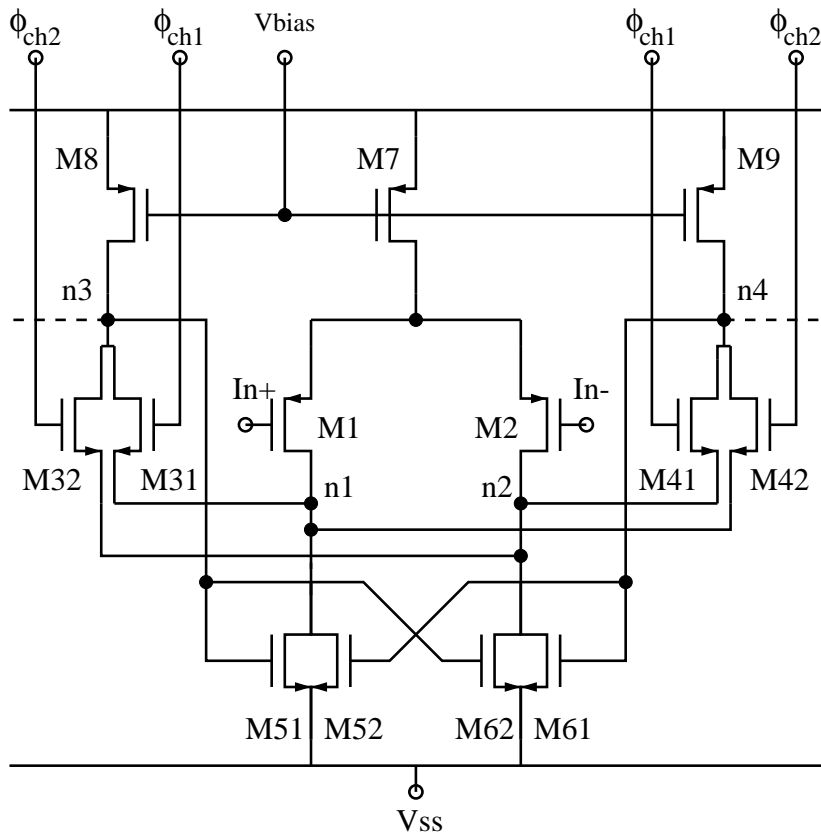 ϕch2 ϕch1 Vbias ϕch1 ϕch2
M8 M7 M9
n3 n4
In+ In-
M1 M2
M32 M31 n1 n2 M41 M42
M51 M52 M62 M61
Vss